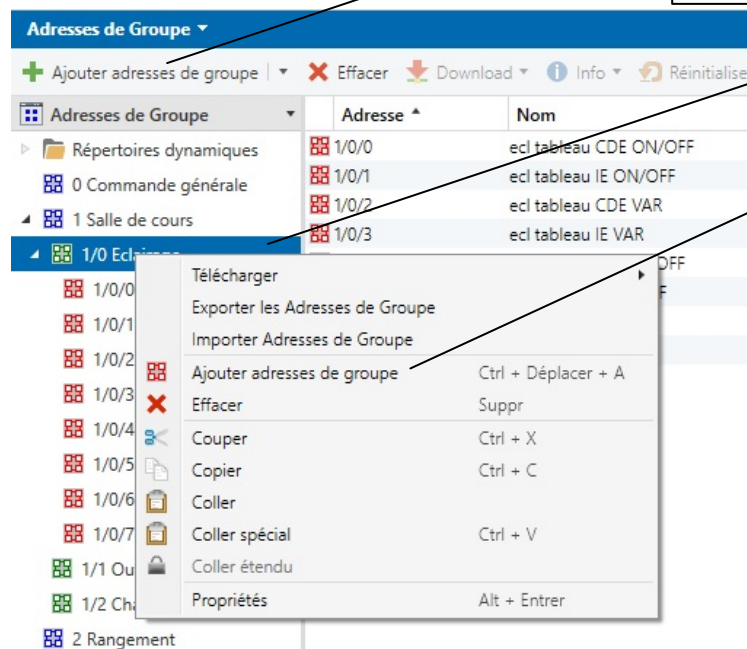 Adresses de Groupe
Ajouter adresses de groupe Effacer Download Info Réinitialise
Adresses de Groupe Adresse Nom
Répertoires dynamiques 1/0/0 ecl tableau CDE ON/OFF
0 Commande générale 1/0/1 ecl tableau IE ON/OFF
1 Salle de cours 1/0/2 ecl tableau CDE VAR
1/0/3 ecl tableau IE VAR
1/0 Eclairage
Télécharger
1/0/0
Exporter les Adresses de Groupe
1/0/1
Importer Adresses de Groupe
1/0/2
Ajouter adresses de groupe Ctrl + Déplacer + A
1/0/3
Effacer Suppr
1/0/4
Couper Ctrl + X
1/0/5
Copier Ctrl + C
1/0/6
Coller
1/0/7
Coller spécial Ctrl + V
1/1 Ou
Coller étendu
1/2 Cha
Propriétés Alt + Entrer
2 Rangement